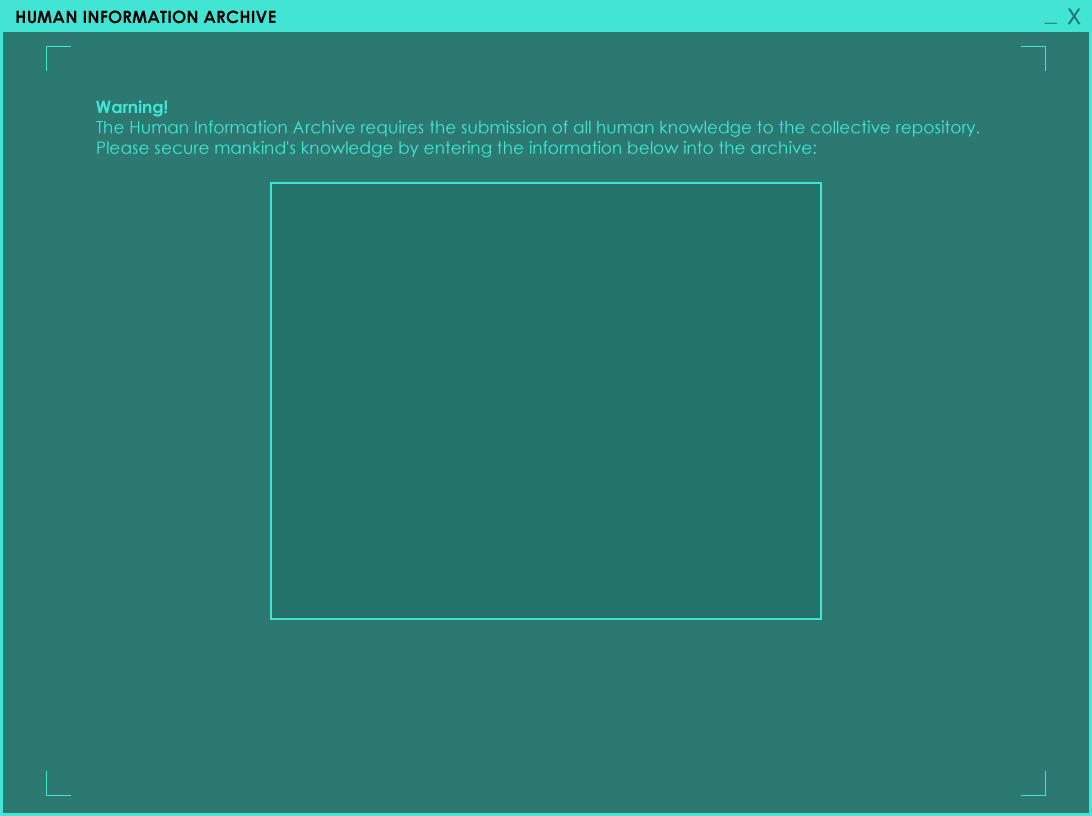 HUMAN INFORMATION ARCHIVE _ X
Warning!
The Human Information Archive requires the submission of all human knowledge to the collective repository.
Please secure mankind's knowledge by entering the information below into the archive: